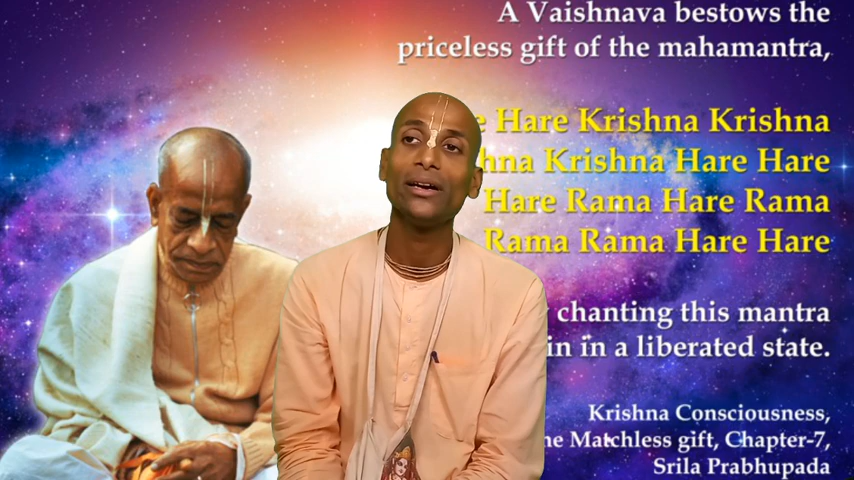 A Vaishnava bestows the
priceless gift of the mahamantra,
Hare Krishna Krishna
Krishna Hare Hare
Hare Rama Hare Rama
Rama Rama Hare Hare
chanting this mantra
in a liberated state.
Krishna Consciousness,
Matchless gift, Chapter-7,
Srila Prabhupada